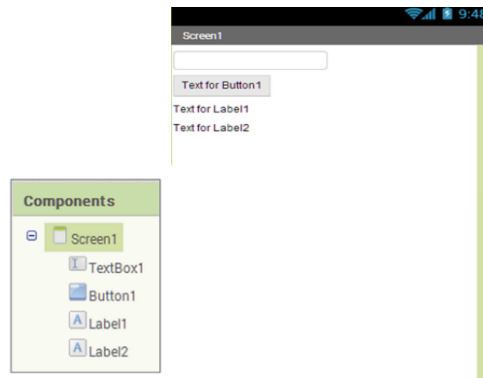 9:48
Screen1
Text for Button1
Text for Label1
Text for Label2
Components
Screen1
TextBox1
Button1
A Label1
A Label2